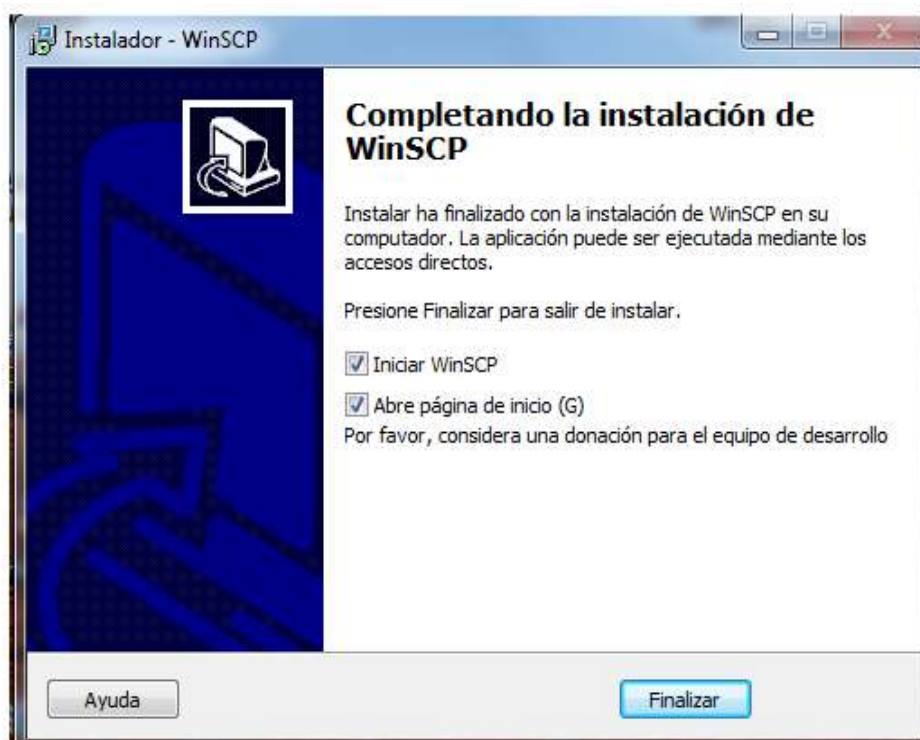 Instalador - WinSCP
Completando la instalación de
WinSCP
Instalar ha finalizado con la instalación de WinSCP en su
computador. La aplicación puede ser ejecutada mediante los
accesos directos.
Presione Finalizar para salir de instalar.
Iniciar WinSCP
Abre página de inicio (G)
Por favor, considera una donación para el equipo de desarrollo
Ayuda
Finalizar